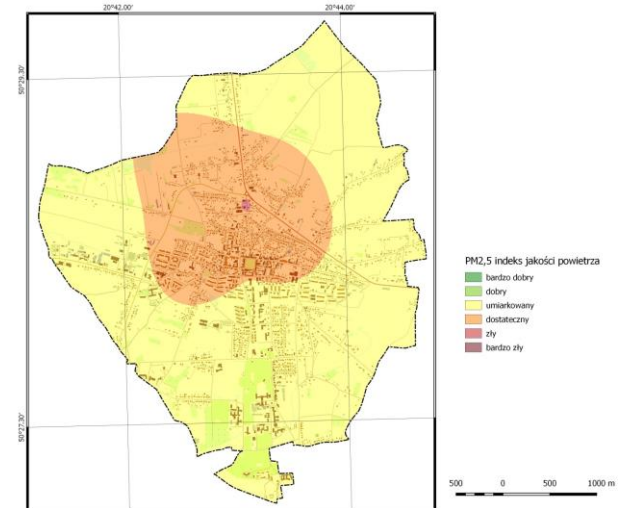 20°42,00' 20°44,00'
50°29,30'
50°27,30'
PM2,5 indeks jakości powietrza
bardzo dobry
dobry
umiarkowany
dostateczny
zły
bardzo zły
500 0 500 1000 m